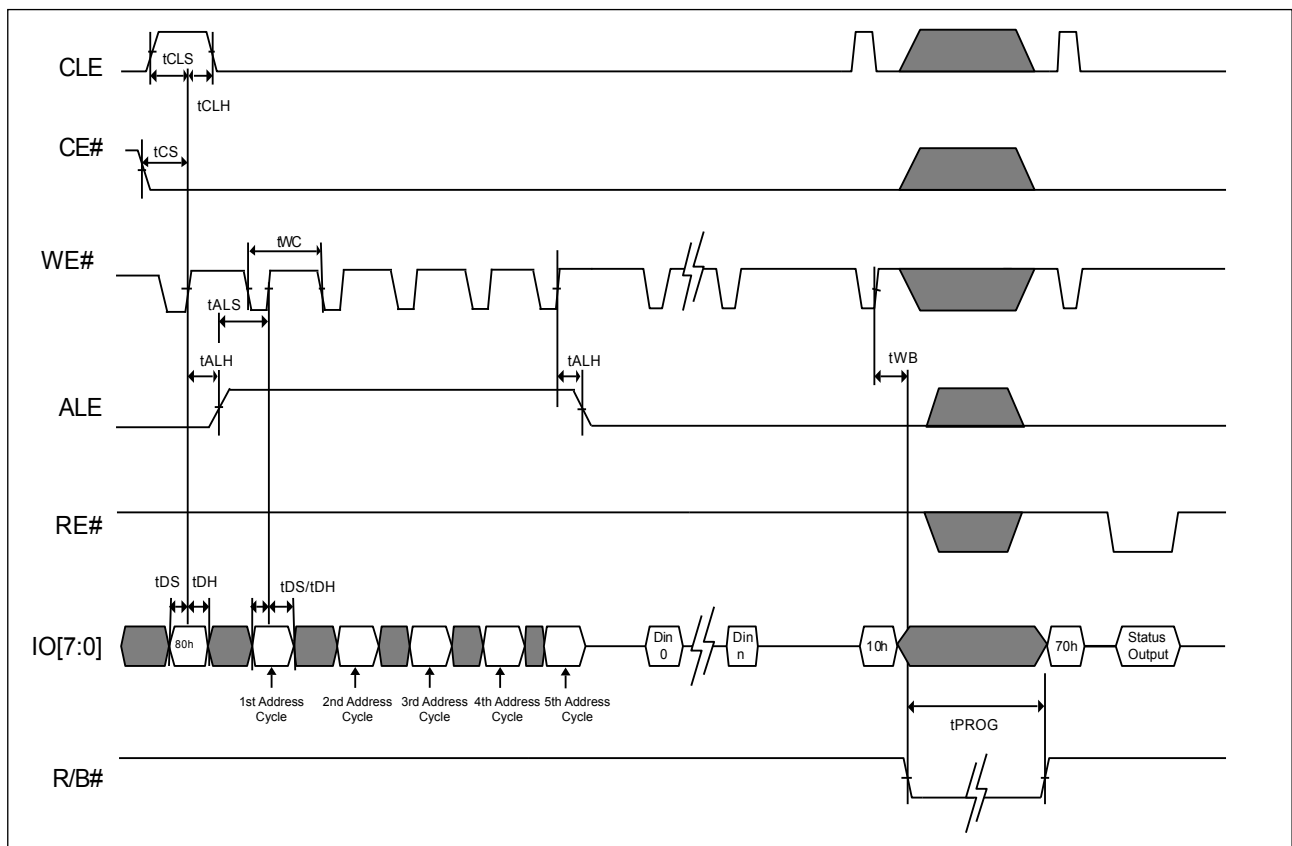 CLE
tCLS
tCLH
CE#
tCS
WE#
tWC
tALS
tALH
tALH
tWB
ALE
RE#
tDS
tDH
tDS/tDH
IO[7:0]
80h
Din
0
Din
n
10h
70h
Status
Output
1st Address
Cycle
2nd Address
Cycle
3rd Address
Cycle
4th Address
Cycle
5th Address
Cycle
tPROG
R/B#